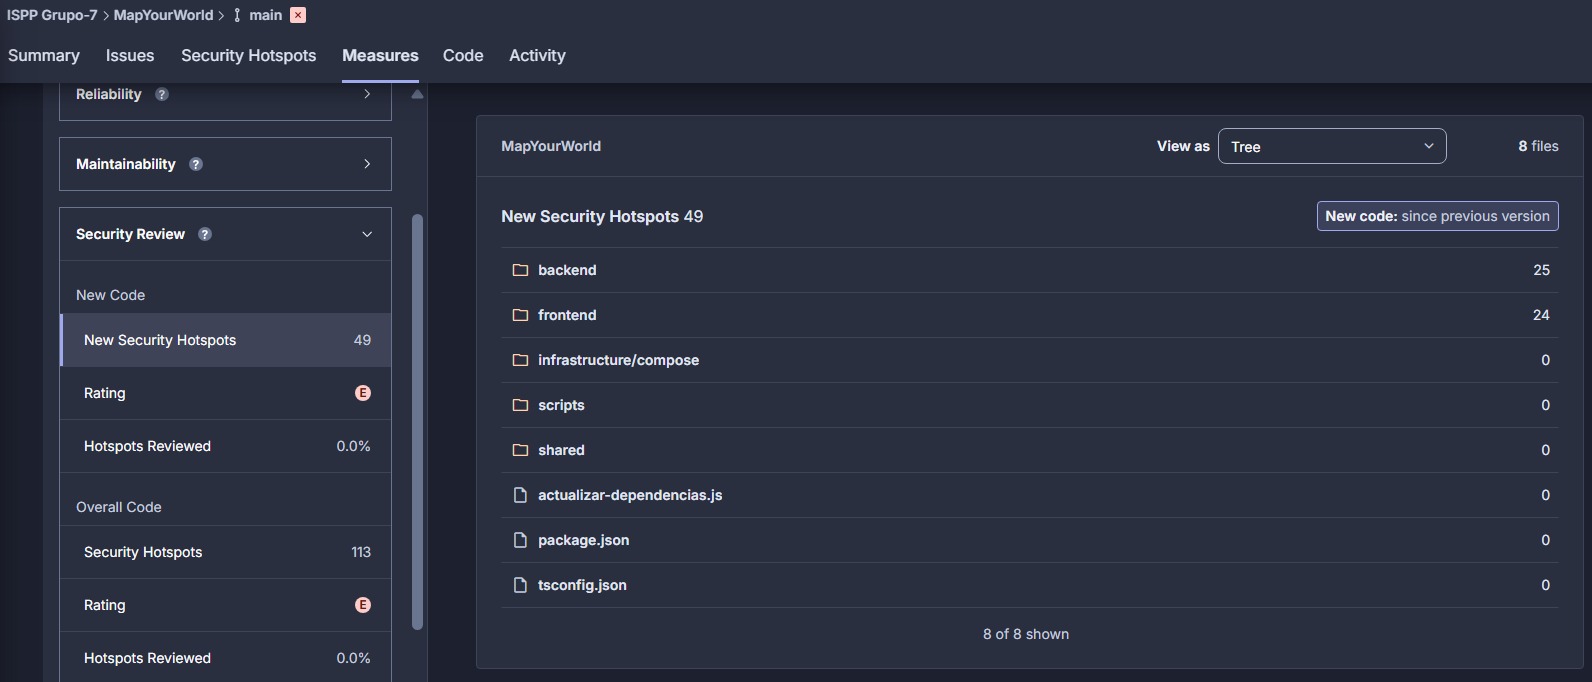 ISPP Grupo-7 > MapYourWorld > main
Summary Issues Security Hotspots Measures Code Activity
Reliability ?
Maintainability ?
Security Review ?
New Code
New Security Hotspots 49
Rating E
Hotspots Reviewed 0.0%
Overall Code
Security Hotspots 113
Rating E
Hotspots Reviewed 0.0%
MapYourWorld View as Tree 8 files
New Security Hotspots 49 New code: since previous version
backend 25
frontend 24
infrastructure/compose 0
scripts 0
shared 0
actualizar-dependencias.js 0
package.json 0
tsconfig.json 0
8 of 8 shown